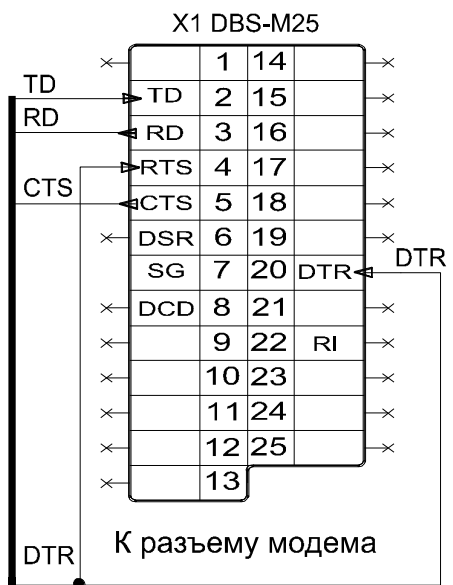 X1 DBS-M25
1 14
TD
TD 2 15
RD
RD 3 16
RTS 4 17
CTS
CTS 5 18
DSR 6 19
DTR
SG 7 20 DTR
DCD 8 21
9 22 RI
10 23
11 24
12 25
13
К разъему модема
DTR